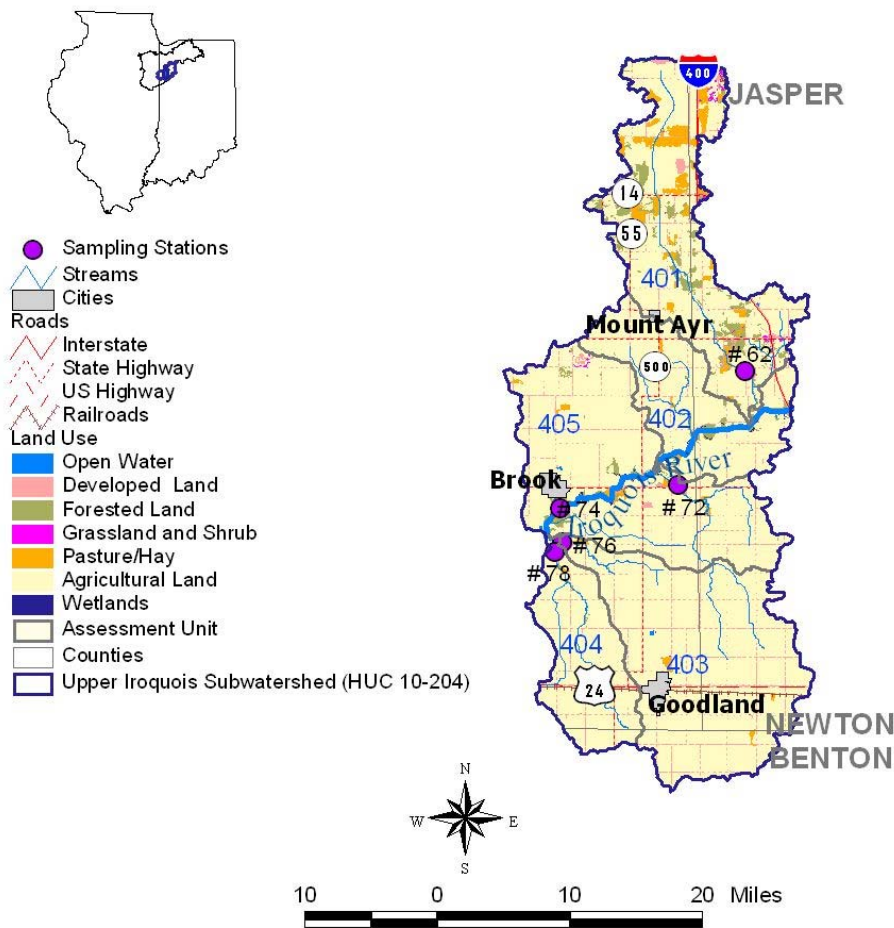 400
JASPER
14
55
401
Mount Ayr
#62
500
402
405
Iroquois River
Brook
#74
#72
#76
#78
404
403
24
Goodland
NEWTON
BENTON
Sampling Stations
Streams
Cities
Roads
Interstate
State Highway
US Highway
Railroads
Land Use
Open Water
Developed Land
Forested Land
Grassland and Shrub
Pasture/Hay
Agricultural Land
Wetlands
Assessment Unit
Counties
Upper Iroquois Subwatershed (HUC 10-204)
N
W E
S
10 0 10 20 Miles